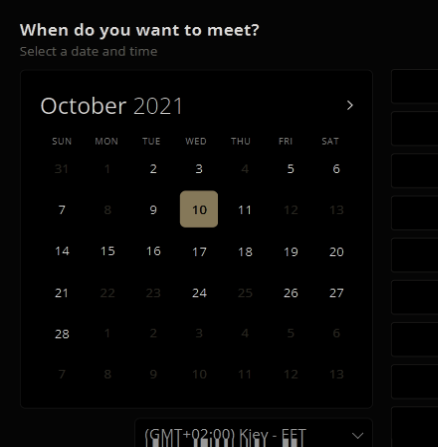 When do you want to meet?
Select a date and time
October 2021
SUN MON TUE WED THU FRI SAT
31 1 2 3 4 5 6
7 8 9 10 11 12 13
14 15 16 17 18 19 20
21 22 23 24 25 26 27
28 1 2 3 4 5 6
7 8 9 10 11 12 13
(GMT+02:00) Kiev - EET